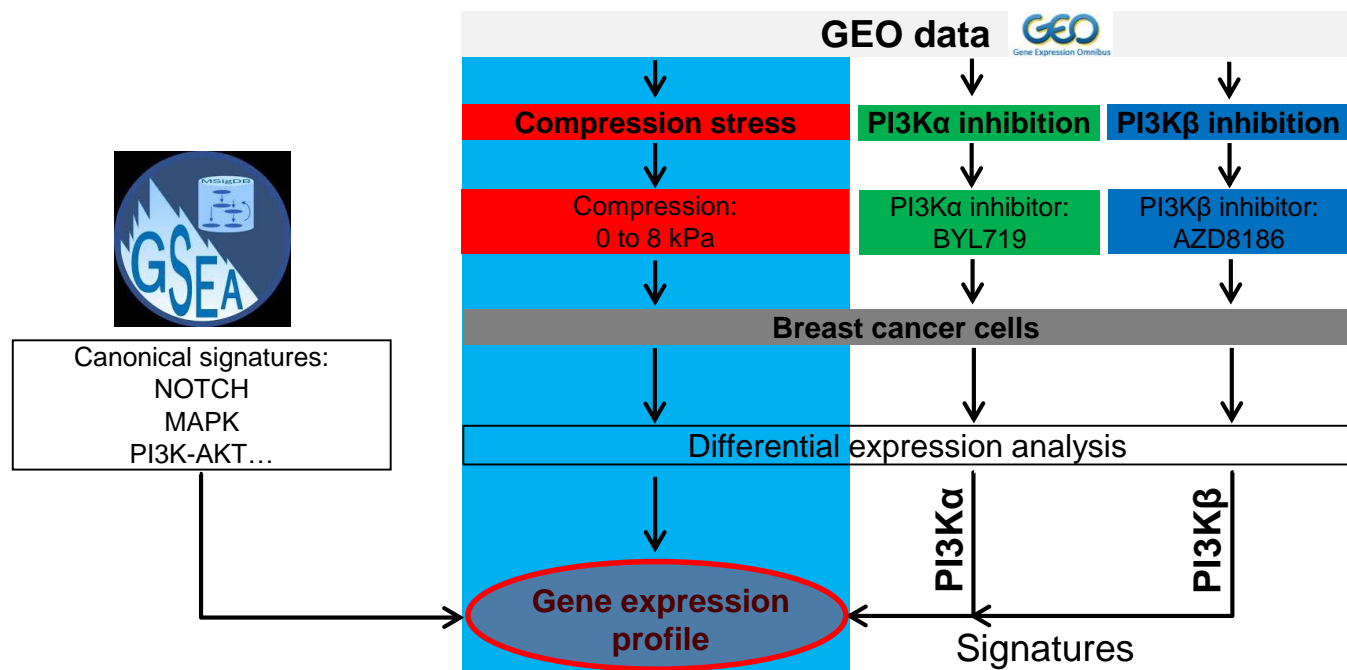 GEO data
GEO
Gene Expression Omnibus
Compression stress
PI3Kα inhibition
PI3Kβ inhibition
MSigDB
GSEA
Compression:
0 to 8 kPa
PI3Kα inhibitor:
BYL719
PI3Kβ inhibitor:
AZD8186
Breast cancer cells
Canonical signatures:
NOTCH
MAPK
PI3K-AKT…
Differential expression analysis
PI3Kα
PI3Kβ
Gene expression
profile
Signatures